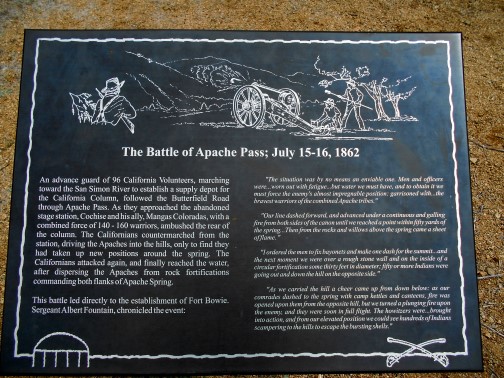 The Battle of Apache Pass; July 15-16, 1862
An advance guard of 96 California Volunteers, marching
toward the San Simon River to establish a supply depot for
the California Column, followed the Butterfield Road
through Apache Pass. As they approached the abandoned
stage station, Cochise and his ally, Mangas Coloradas, with a
combined force of 140 - 160 warriors, ambushed the rear of
the column. The Californians countermarched from the
station, driving the Apaches into the hills, only to find they
had taken up new positions around the spring. The
Californians attacked again, and finally reached the water,
after dispersing the Apaches from rock fortifications
commanding both flanks of Apache Spring.
This battle led directly to the establishment of Fort Bowie.
Sergeant Albert Fountain, chronicled the event:
"The situation was by no means an enviable one. Men and officers
were...worn out with fatigue...but water we must have, and to obtain it we
must force the enemy's almost impregnable position: garrisoned with...the
bravest warriors of the combined Apache tribes."
"Our line dashed forward, and advanced under a continuous and galling
fire from both sides of the canon until we reached a point within fifty yards of
the spring...Then from the rocks and willows above the spring came a sheet
of flame."
"I ordered the men to fix bayonets and make one dash for the summit...and
the next moment we were over a rough stone wall and on the inside of a
circular fortification some thirty feet in diameter; fifty or more Indians were
going out and down the hill on the opposite side."
"As we carried the hill a cheer came up from down below: as our
comrades dashed to the spring with camp kettles and canteens, fire was
opened upon them from the opposite hill, but we turned a plunging fire upon
the enemy, and they were soon in full flight. The howitzers were...brought
into action, and from our elevated position we could see hundreds of Indians
scampering to the hills to escape the bursting shells."